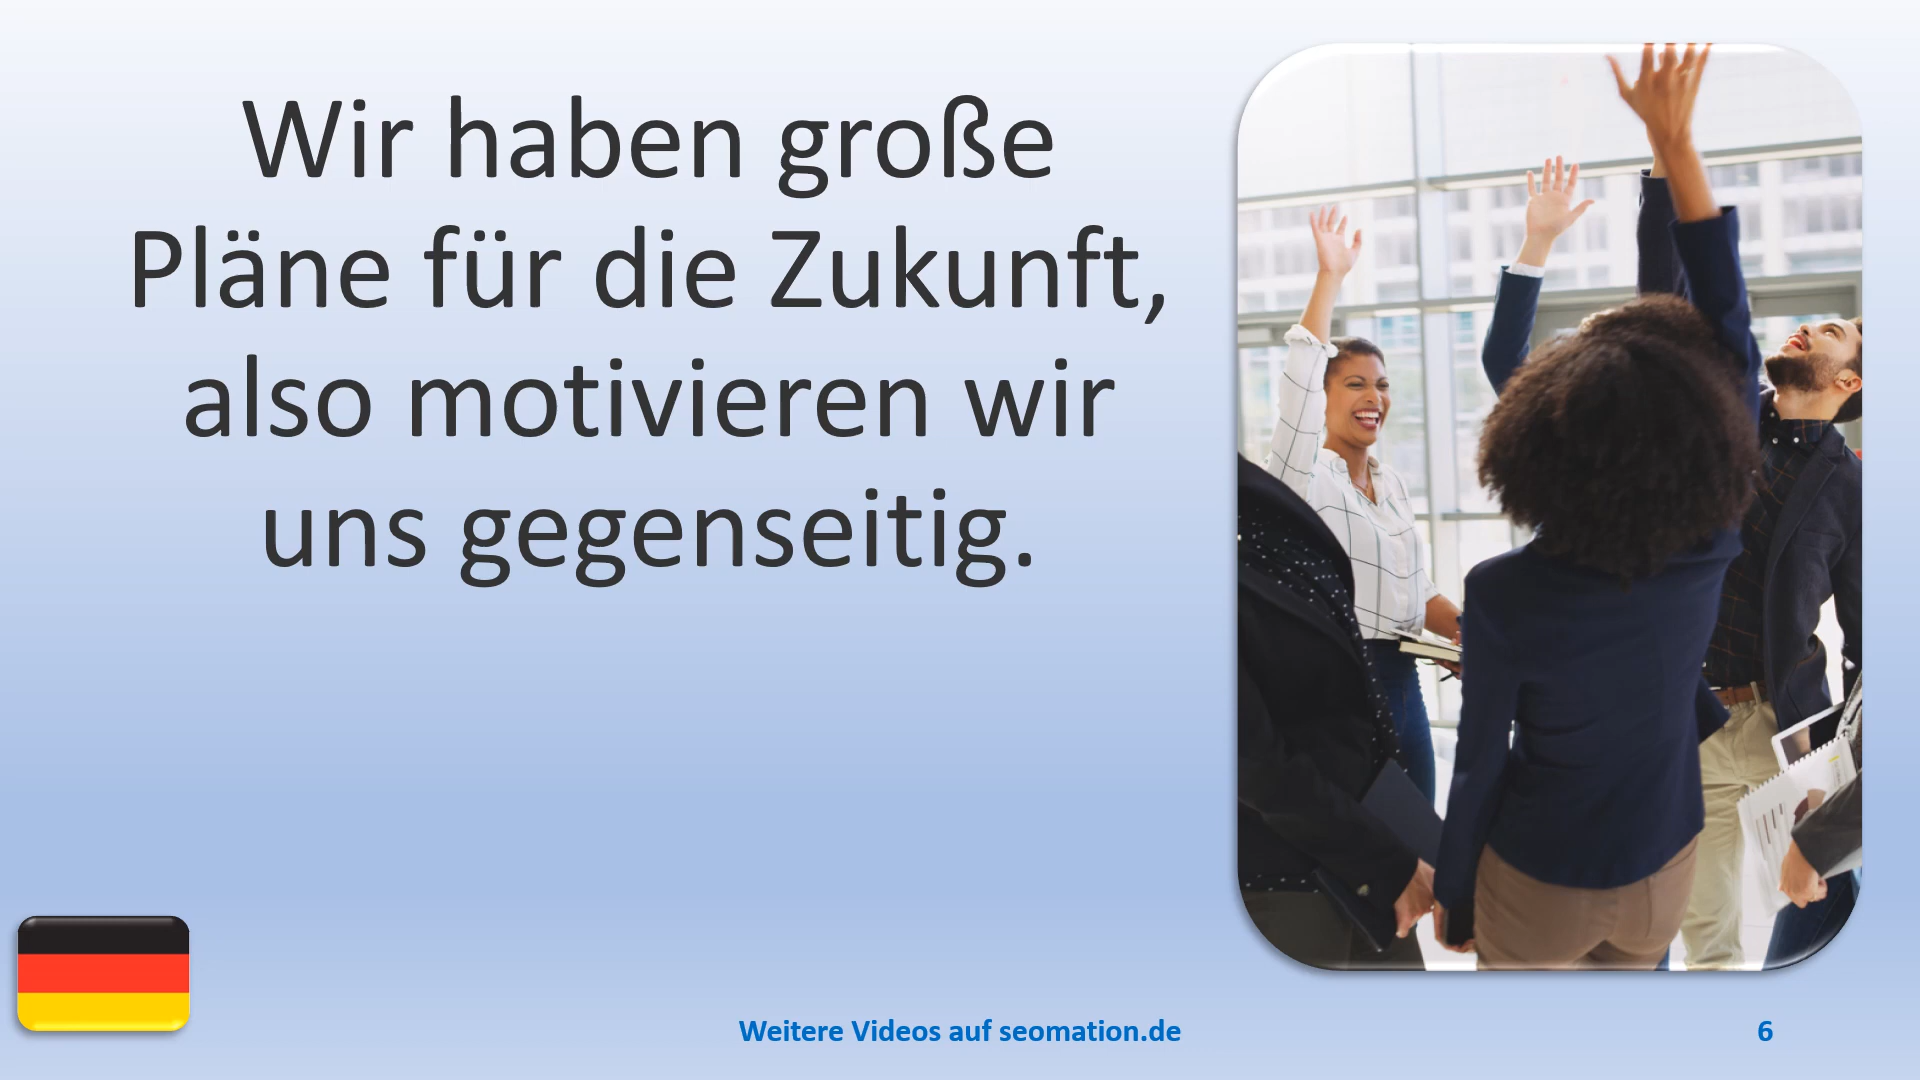 Wir haben große
Pläne für die Zukunft,
also motivieren wir
uns gegenseitig.
Weitere Videos auf seomation.de
6